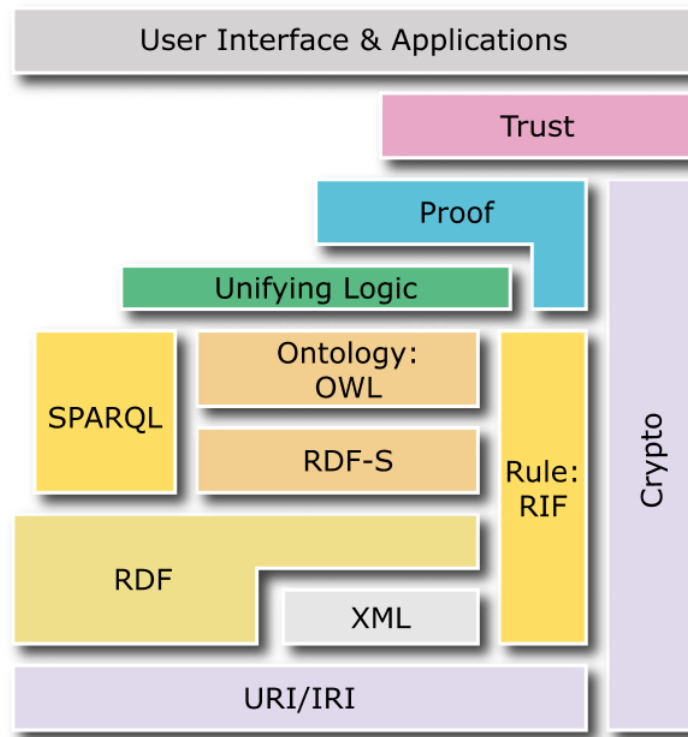 User Interface & Applications
Trust
Proof
Unifying Logic
Ontology:
OWL
SPARQL
RDF-S
Rule:
RIF
Crypto
RDF
XML
URI/IRI